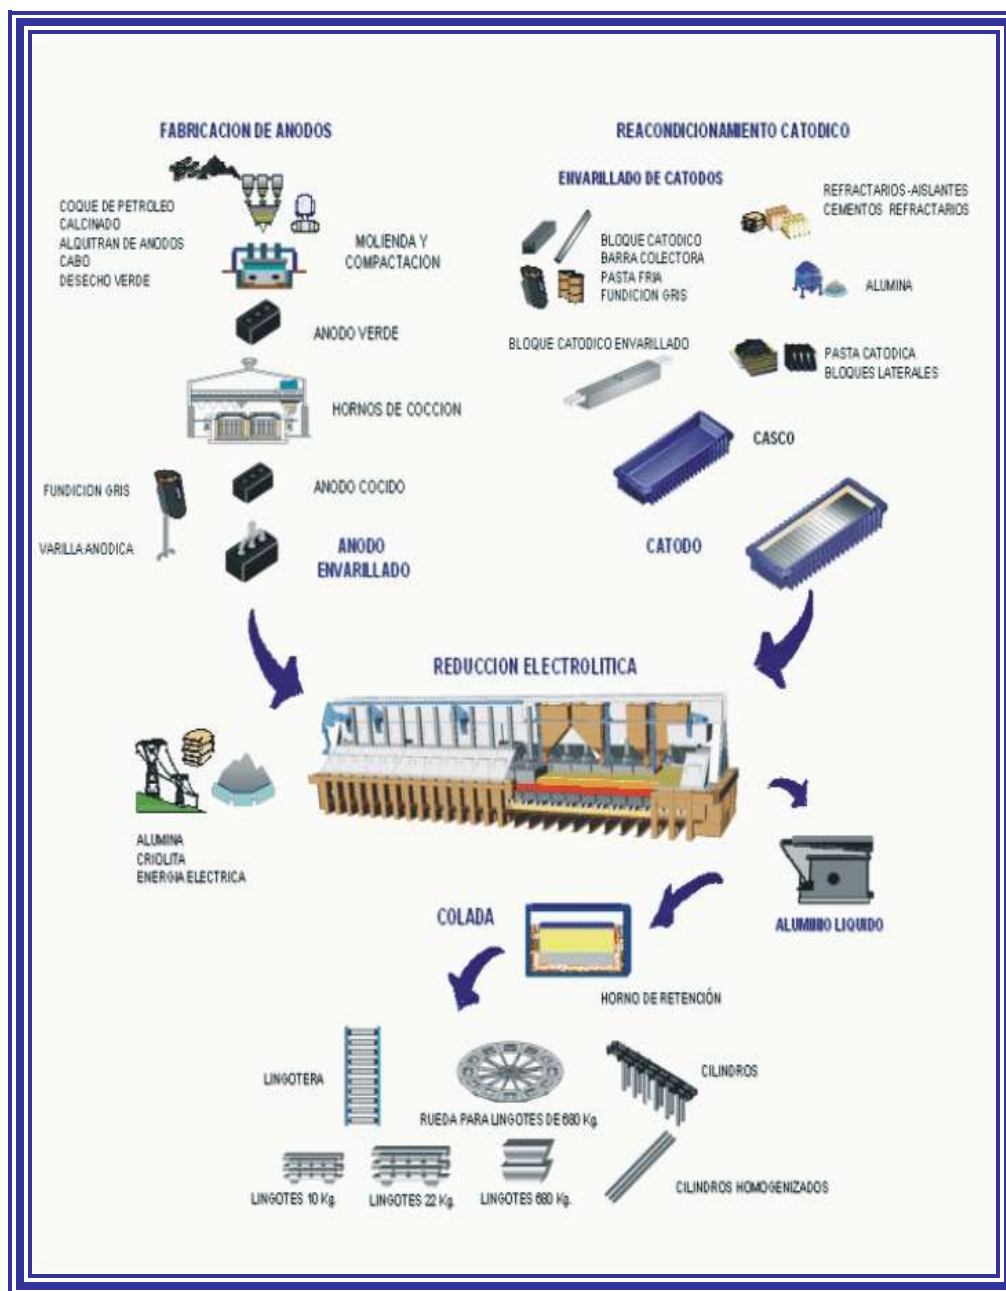 FABRICACION DE ANODOS
COQUE DE PETROLEO
CALCINADO
ALQUITRAN DE ANODOS
CABO
DESECHO VERDE
MOLIENDA Y
COMPACTACION
ANODO VERDE
HORNOS DE COCCION
FUNDICION GRIS
ANODO COCIDO
VARILLA ANODICA
ANODO
ENVARILLADO
REACONDICIONAMIENTO CATODICO
ENVARILLADO DE CATODOS
BLOQUE CATODICO
BARRA COLECTORA
PASTA FRIA
FUNDICION GRIS
REFRACTARIOS-AISLANTES
CEMENTOS REFRACTARIOS
ALUMINA
BLOQUE CATODICO ENVARILLADO
PASTA CATODICA
BLOQUES LATERALES
CASCO
CATODO
REDUCCION ELECTROLITICA
ALUMINA
CRIOLITA
ENERGIA ELECTRICA
ALUMINIO LIQUIDO
COLADA
HORNO DE RETENCIÓN
LINGOTERA
RUEDA PARA LINGOTES DE 680 Kg.
CILINDROS
LINGOTES 10 Kg.
LINGOTES 22 Kg.
LINGOTES 680 Kg.
CILINDROS HOMOGENIZADOS